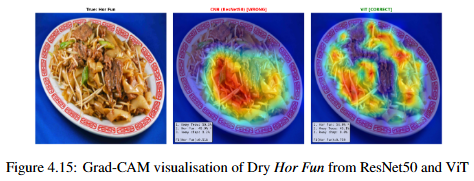 True: Hor Fun
CNN (ResNet50) [WRONG]
ViT [CORRECT]
Figure 4.15: Grad-CAM visualisation of Dry Hor Fun from ResNet50 and ViT